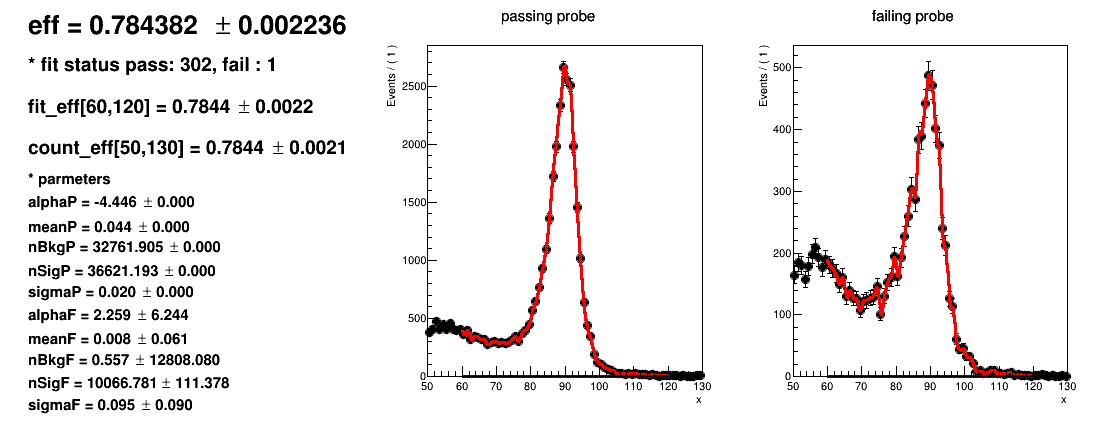 eff = 0.784382 ± 0.002236
* fit status pass: 302, fail : 1
fit_eff[60,120] = 0.7844 ± 0.0022
count_eff[50,130] = 0.7844 ± 0.0021
* parmeters
alphaP = -4.446 ± 0.000
meanP = 0.044 ± 0.000
nBkgP = 32761.905 ± 0.000
nSigP = 36621.193 ± 0.000
sigmaP = 0.020 ± 0.000
alphaF = 2.259 ± 6.244
meanF = 0.008 ± 0.061
nBkgF = 0.557 ± 12808.080
nSigF = 10066.781 ± 111.378
sigmaF = 0.095 ± 0.090
passing probe
Events / ( 1 )
2500
2000
1500
1000
500
0
50 60 70 80 90 100 110 120 130
x
failing probe
Events / ( 1 )
500
400
300
200
100
0
50 60 70 80 90 100 110 120 130
x